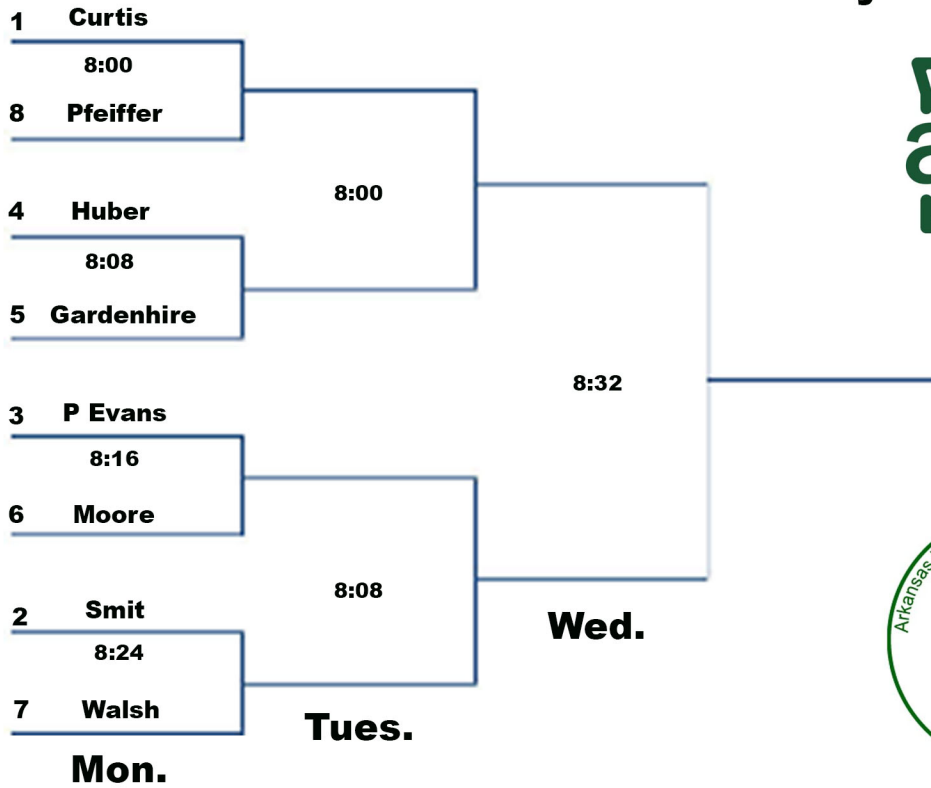 1 Curtis
8:00
8 Pfeiffer
8:00
4 Huber
8:08
5 Gardenhire
8:32
3 P Evans
8:16
6 Moore
8:08
2 Smit
8:24
7 Walsh
Mon.
Tues.
Wed.
Arkansas